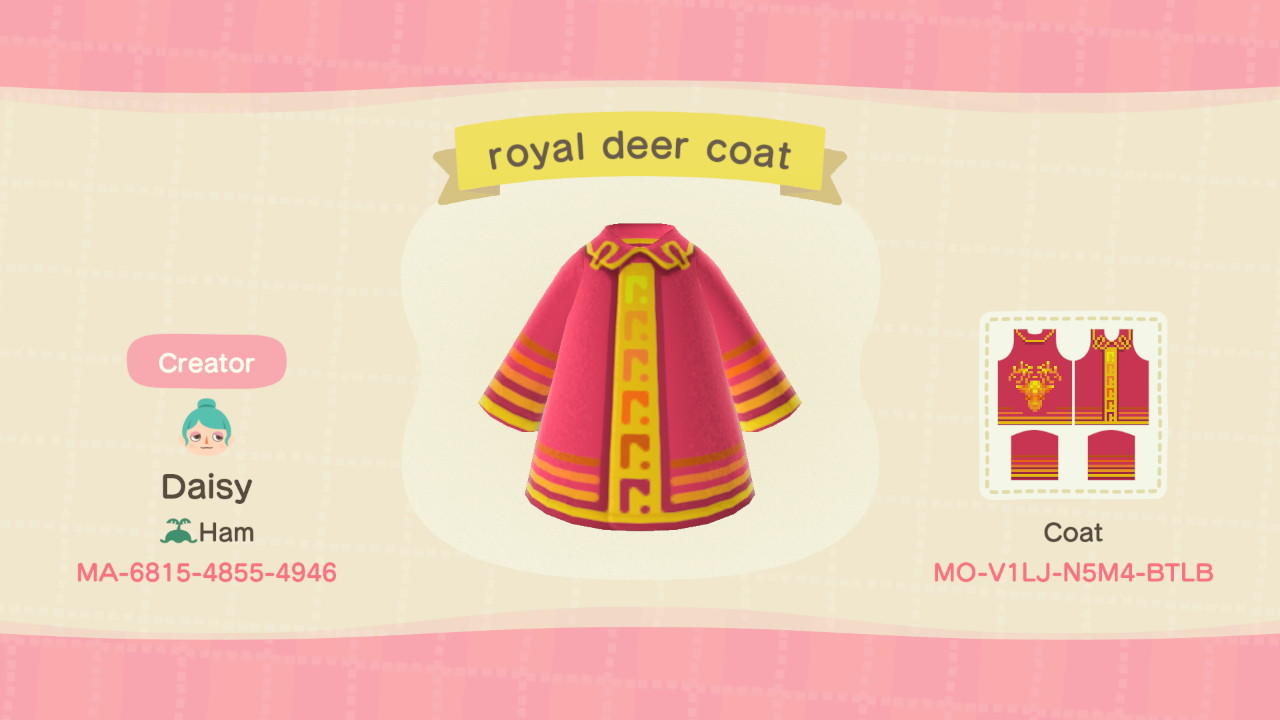 royal deer coat
Creator
Daisy
Ham
MA-6815-4855-4946
Coat
MO-V1LJ-N5M4-BTLB